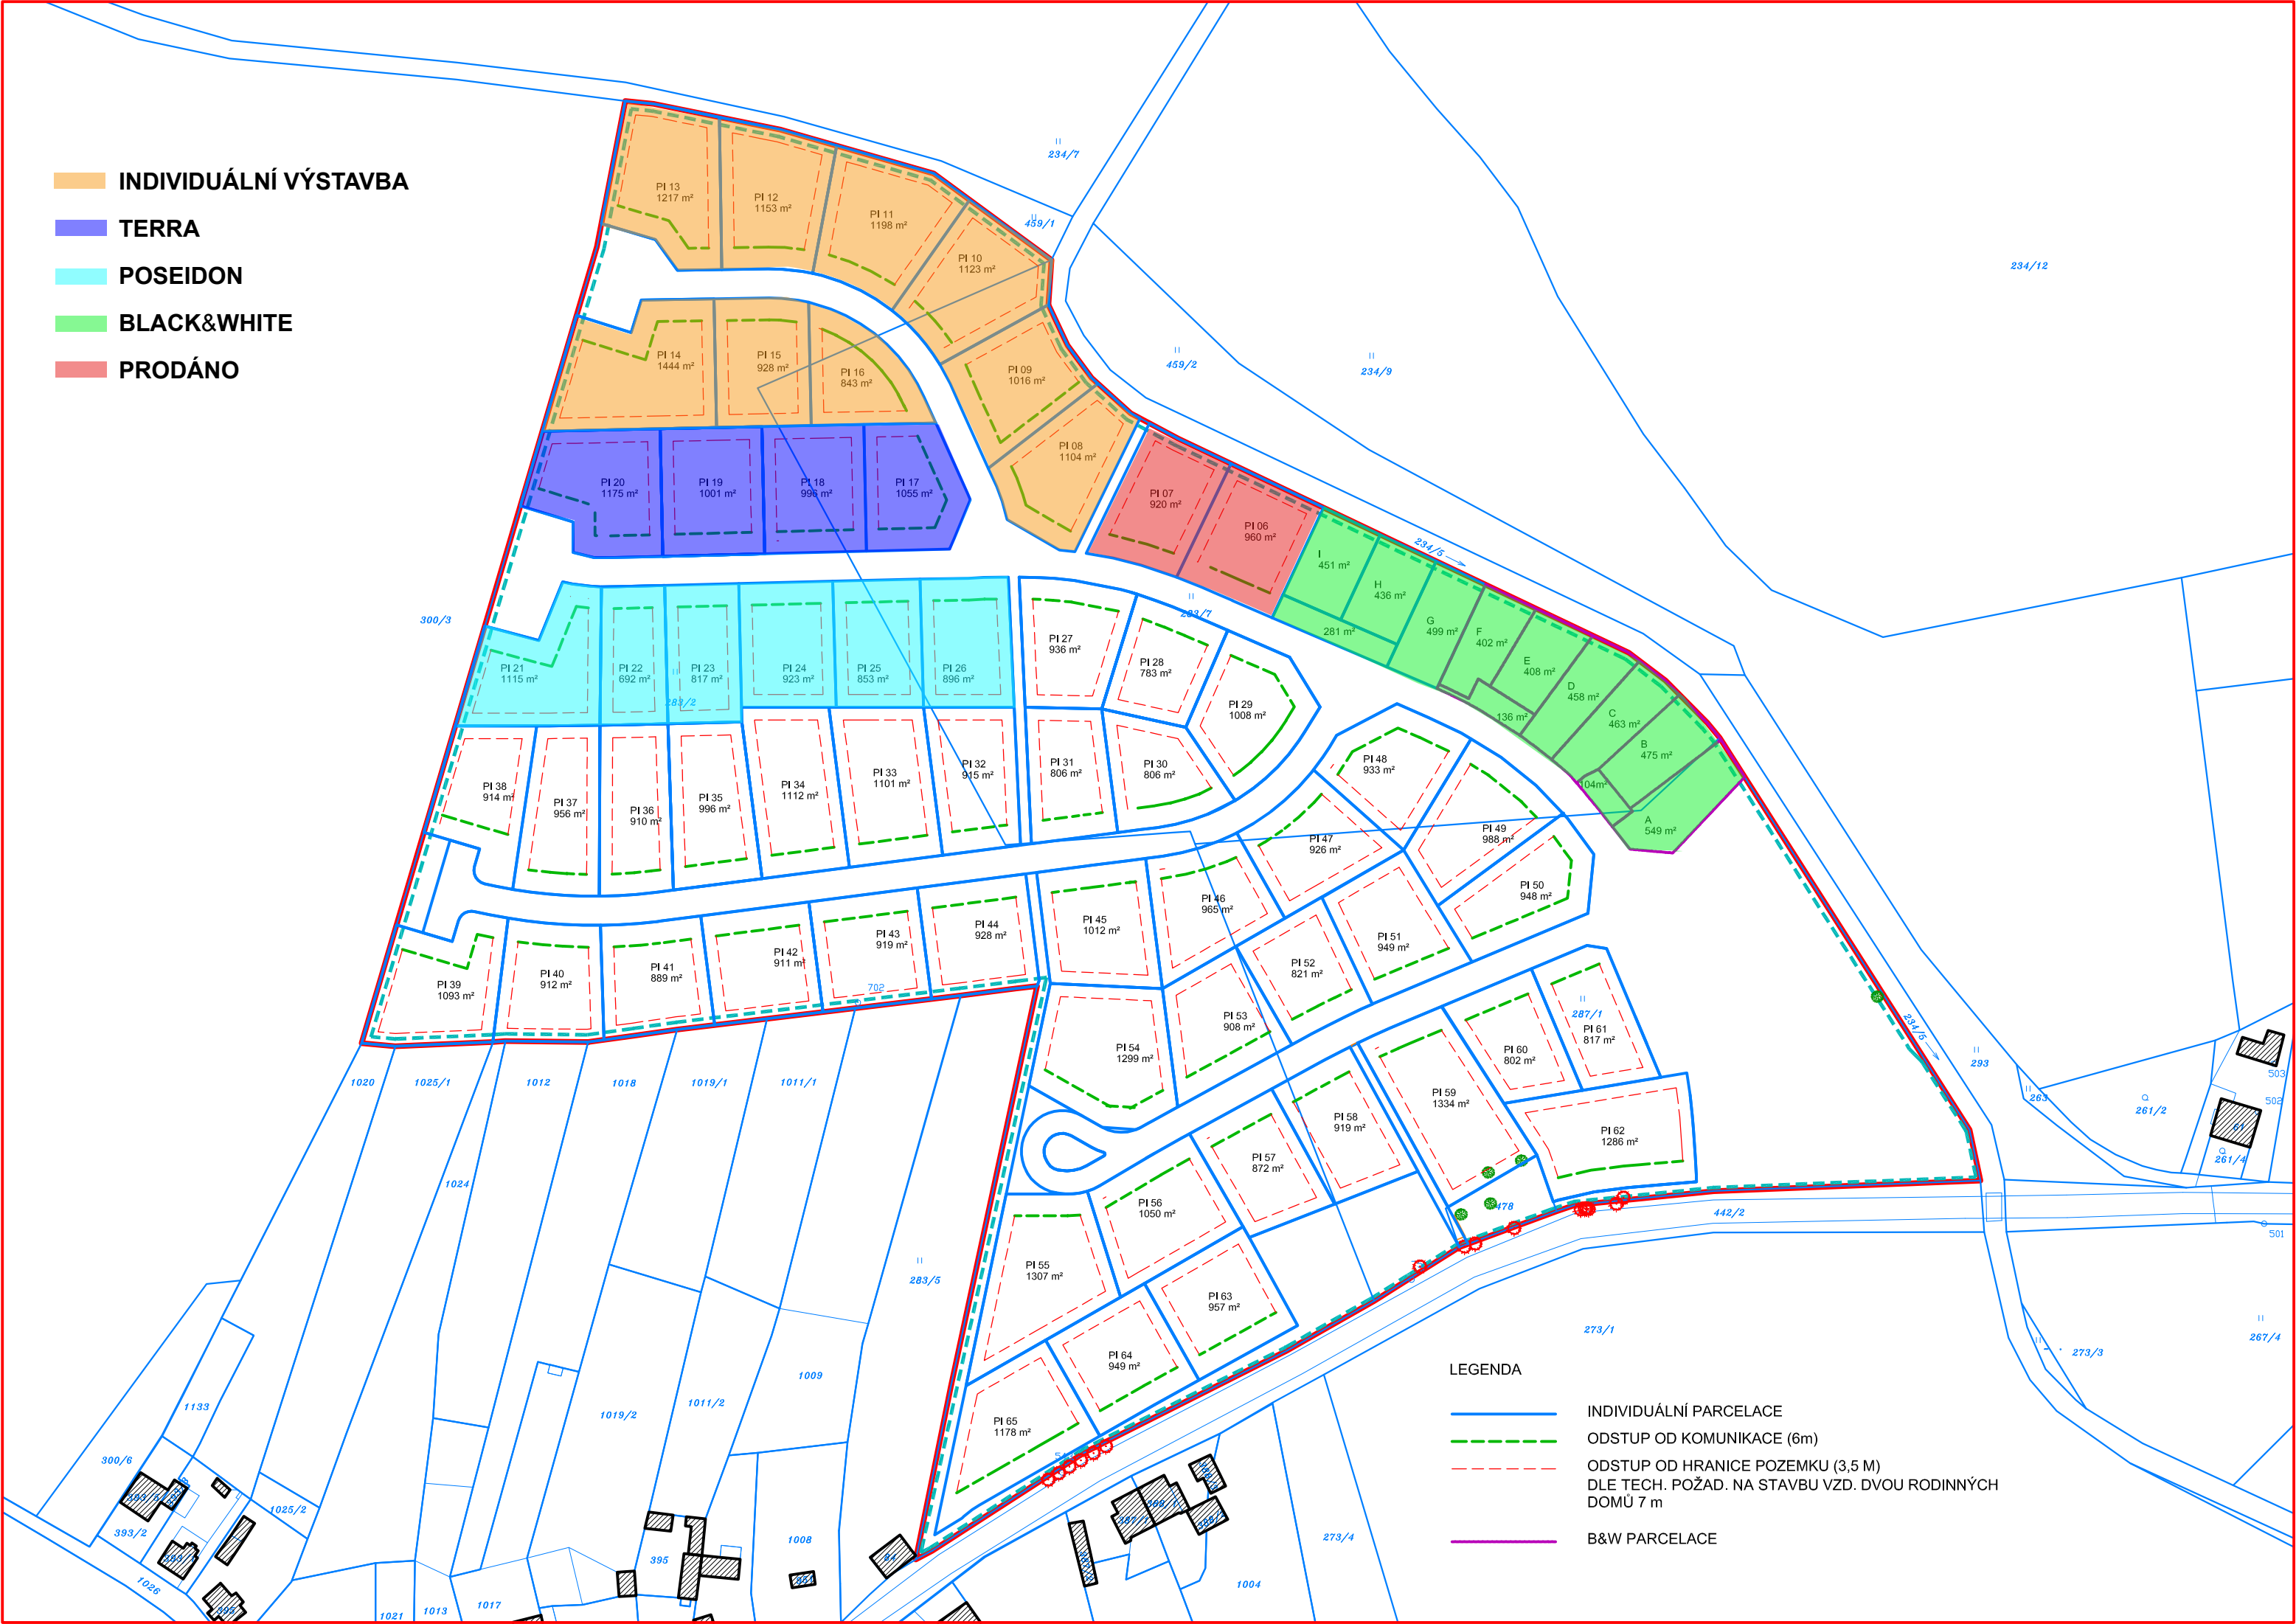 INDIVIDUÁLNÍ VÝSTAVBA
TERRA
POSEIDON
BLACK&WHITE
PRODÁNO
234/7
459/1
234/12
459/2
234/9
234/5
300/3
283/7
283/2
PI 13
1217 m²
PI 12
1153 m²
PI 11
1198 m²
PI 10
1123 m²
PI 09
1016 m²
PI 08
1104 m²
PI 14
1444 m²
PI 15
928 m²
PI 16
843 m²
PI 20
1175 m²
PI 19
1001 m²
PI 18
996 m²
PI 17
1055 m²
PI 07
920 m²
PI 06
960 m²
I
451 m²
H
436 m²
281 m²
G
499 m²
F
402 m²
E
408 m²
D
458 m²
136 m²
C
463 m²
B
475 m²
104m²
A
549 m²
PI 21
1115 m²
PI 22
692 m²
PI 23
817 m²
PI 24
923 m²
PI 25
853 m²
PI 26
896 m²
PI 27
936 m²
PI 28
783 m²
PI 29
1008 m²
PI 38
914 m²
PI 37
956 m²
PI 36
910 m²
PI 35
996 m²
PI 34
1112 m²
PI 33
1101 m²
PI 32
915 m²
PI 31
806 m²
PI 30
806 m²
PI 48
933 m²
PI 49
988 m²
PI 47
926 m²
PI 50
948 m²
PI 46
965 m²
PI 45
1012 m²
PI 44
928 m²
PI 43
919 m²
PI 42
911 m²
PI 41
889 m²
PI 40
912 m²
PI 39
1093 m²
702
PI 51
949 m²
PI 52
821 m²
PI 53
908 m²
PI 54
1299 m²
287/1
PI 61
817 m²
PI 60
802 m²
PI 59
1334 m²
PI 58
919 m²
PI 62
1286 m²
PI 57
872 m²
PI 56
1050 m²
PI 55
1307 m²
PI 63
957 m²
PI 64
949 m²
PI 65
1178 m²
478
442/2
234/5
293
263
261/2
503
502
61
261/4
501
1020
1025/1
1012
1018
1019/1
1011/1
1024
283/5
273/1
273/3
267/4
1009
1011/2
1019/2
1133
300/6
1025/2
393/2
1026
1021
1013
1017
395
1008
84
1004
273/4
LEGENDA
INDIVIDUÁLNÍ PARCELACE
ODSTUP OD KOMUNIKACE (6m)
ODSTUP OD HRANICE POZEMKU (3,5 M)
DLE TECH. POŽAD. NA STAVBU VZD. DVOU RODINNÝCH
DOMŮ 7 m
B&W PARCELACE